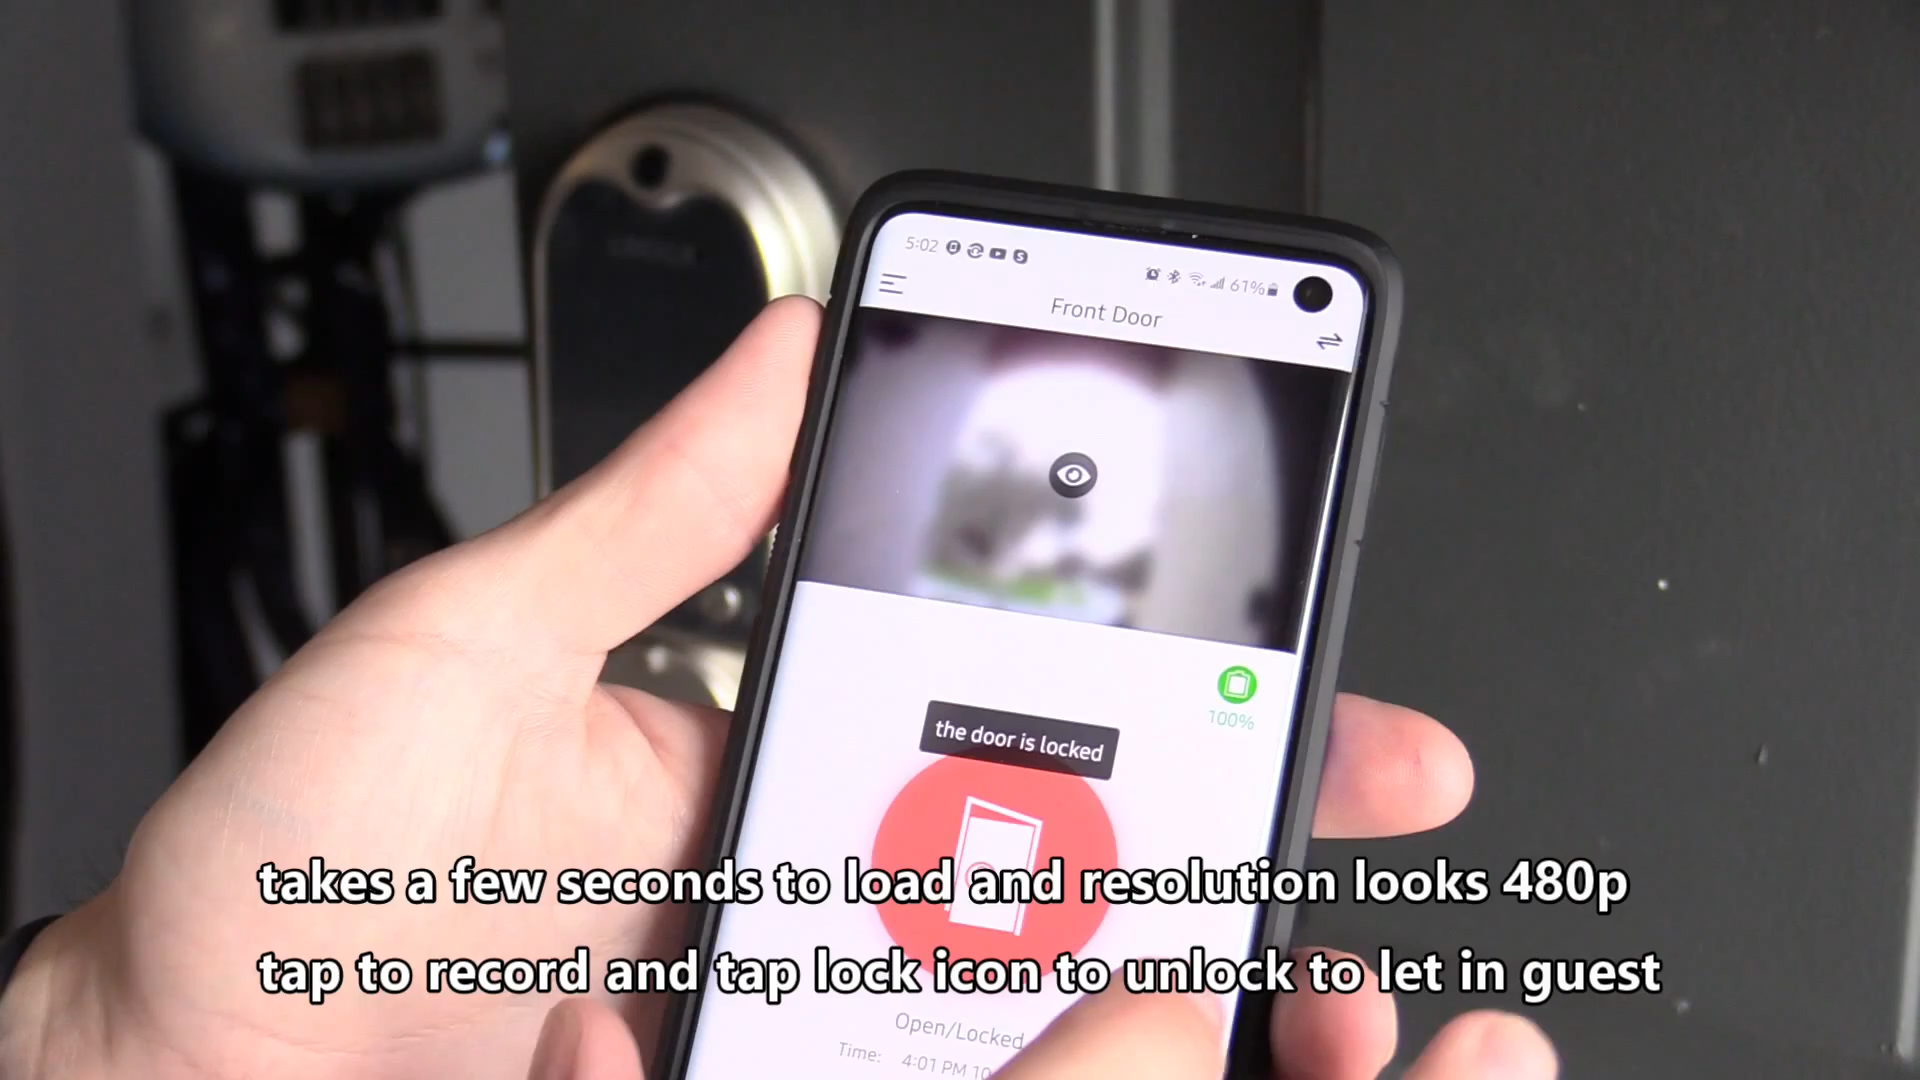 5:02
61%
Front Door
100%
the door is locked
takes a few seconds to load and resolution looks 480p
tap to record and tap lock icon to unlock to let in guest
Open/Locked
Time: 4:01 PM 10